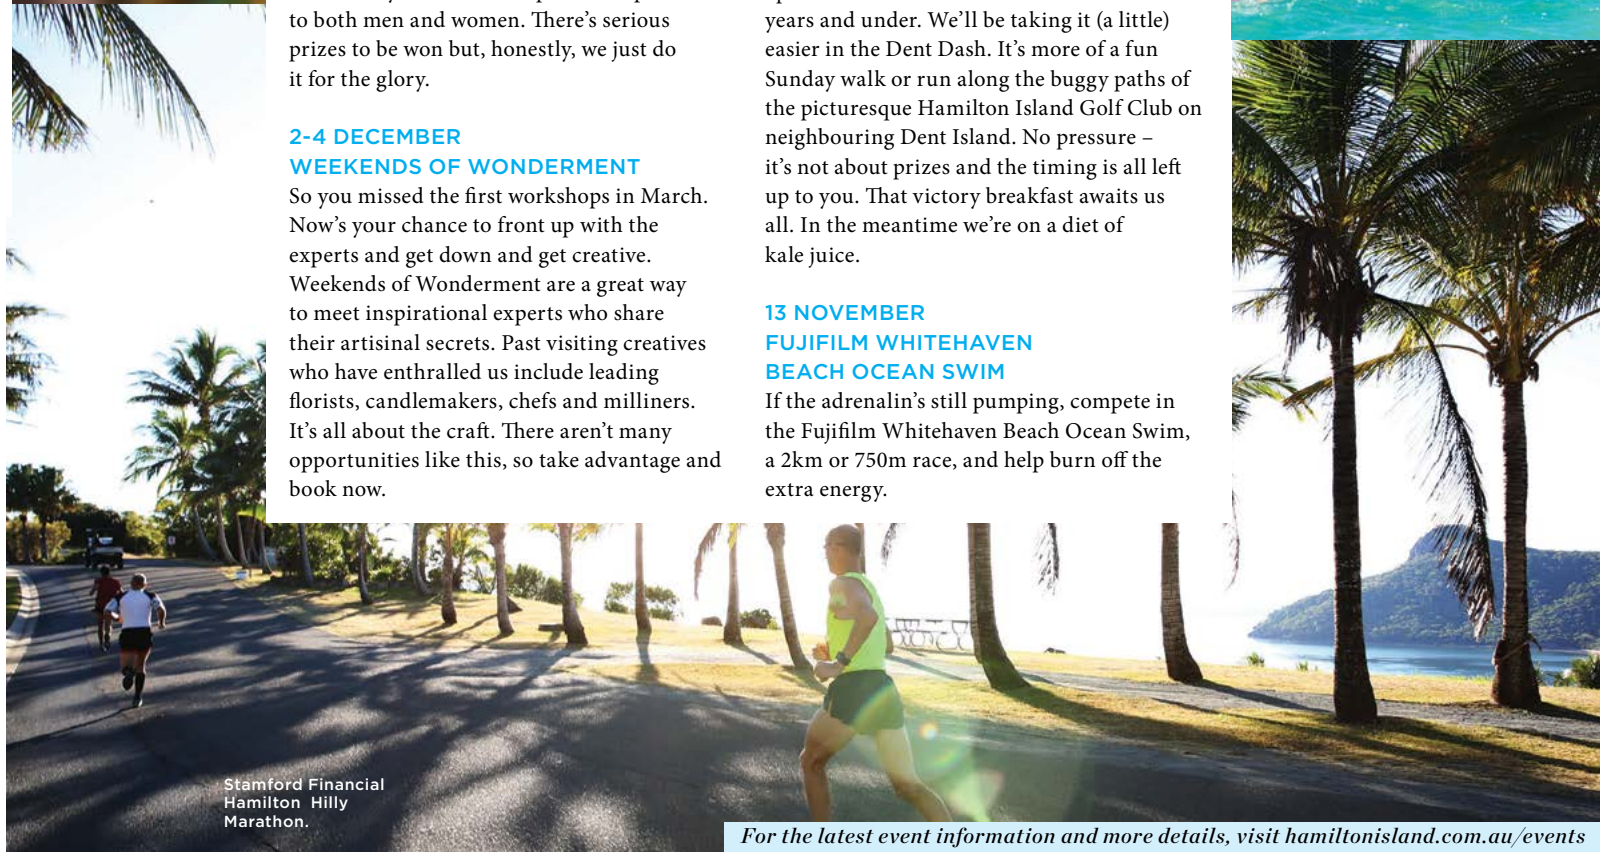 to both men and women. There’s serious
prizes to be won but, honestly, we just do
it for the glory.
2-4 DECEMBER
WEEKENDS OF WONDERMENT
So you missed the first workshops in March.
Now’s your chance to front up with the
experts and get down and get creative.
Weekends of Wonderment are a great way
to meet inspirational experts who share
their artisinal secrets. Past visiting creatives
who have enthralled us include leading
florists, candlemakers, chefs and milliners.
It’s all about the craft. There aren’t many
opportunities like this, so take advantage and
book now.
years and under. We’ll be taking it (a little)
easier in the Dent Dash. It’s more of a fun
Sunday walk or run along the buggy paths of
the picturesque Hamilton Island Golf Club on
neighbouring Dent Island. No pressure –
it’s not about prizes and the timing is all left
up to you. That victory breakfast awaits us
all. In the meantime we’re on a diet of
kale juice.
13 NOVEMBER
FUJIFILM WHITEHAVEN
BEACH OCEAN SWIM
If the adrenalin’s still pumping, compete in
the Fujifilm Whitehaven Beach Ocean Swim,
a 2km or 750m race, and help burn off the
extra energy.
Stamford Financial
Hamilton Hilly
Marathon.
For the latest event information and more details, visit hamiltonisland.com.au/events